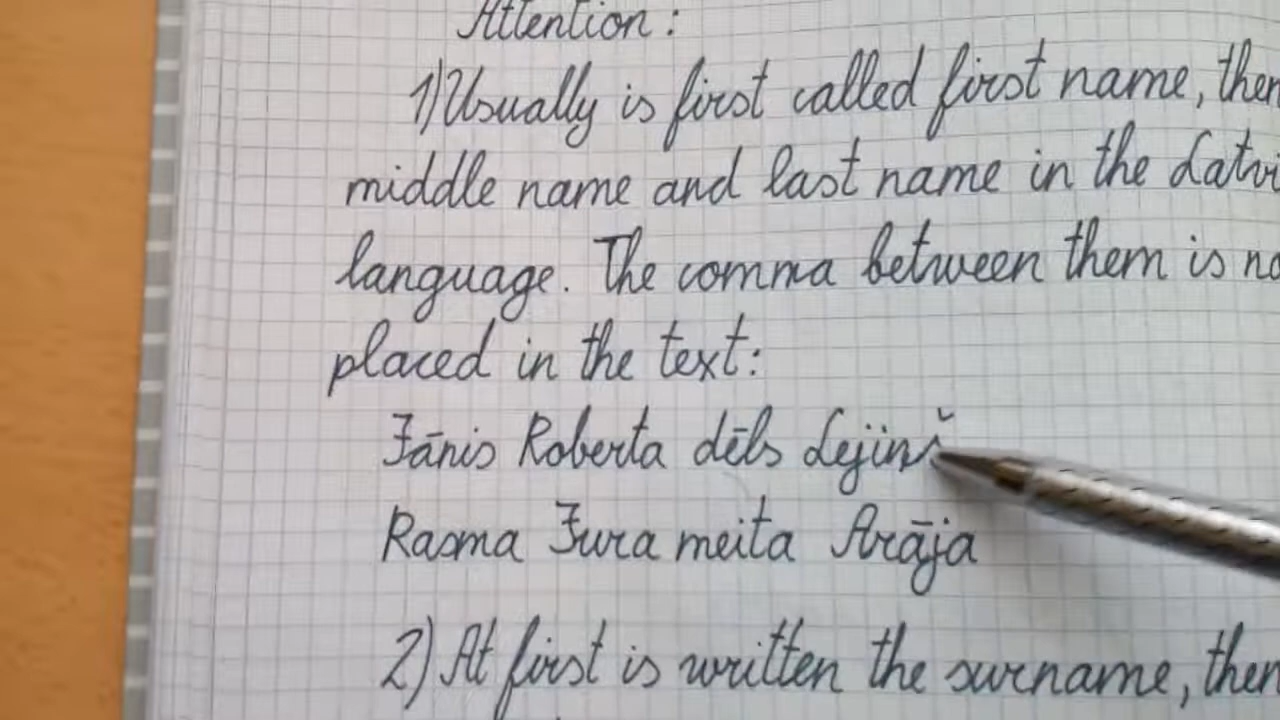 Attention:
1) Usually is first called first name, then
middle name and last name in the Latvi
language. The comma between them is no
placed in the text:
Jānis Roberta dēls Lejinš
Rasma Jura meita Arāja
2) At first is written the surname, then